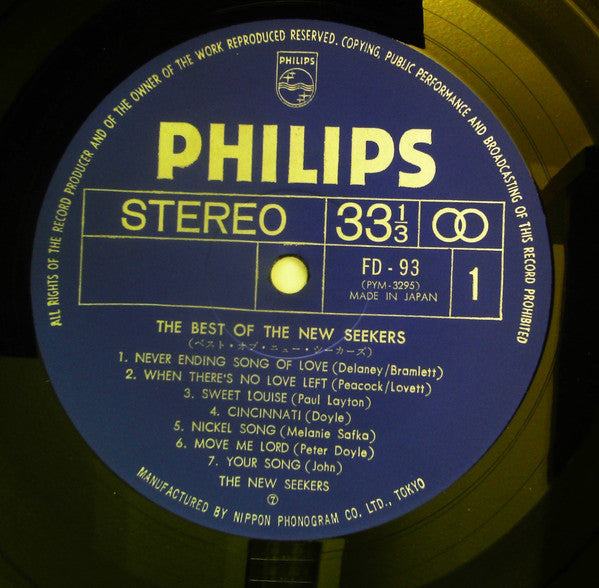 ALL RIGHTS OF THE RECORD PRODUCER AND OF THE OWNER OF THE WORK REPRODUCED RESERVED. COPYING, PUBLIC PERFORMANCE AND BROADCASTING OF THIS RECORD PROHIBITED
PHILIPS
PHILIPS
STEREO 33⅓
FD - 93
(PYM-3295)
MADE IN JAPAN
1
THE BEST OF THE NEW SEEKERS
(ベスト・オブ・ニュー・シーカーズ)
1. NEVER ENDING SONG OF LOVE (Delaney/Bramlett)
2. WHEN THERE'S NO LOVE LEFT (Peacock/Lovett)
3. SWEET LOUISE (Paul Layton)
4. CINCINNATI (Doyle)
5. NICKEL SONG (Melanie Safka)
6. MOVE ME LORD (Peter Doyle)
7. YOUR SONG (John)
THE NEW SEEKERS
⑦
MANUFACTURED BY NIPPON PHONOGRAM CO. LTD., TOKYO